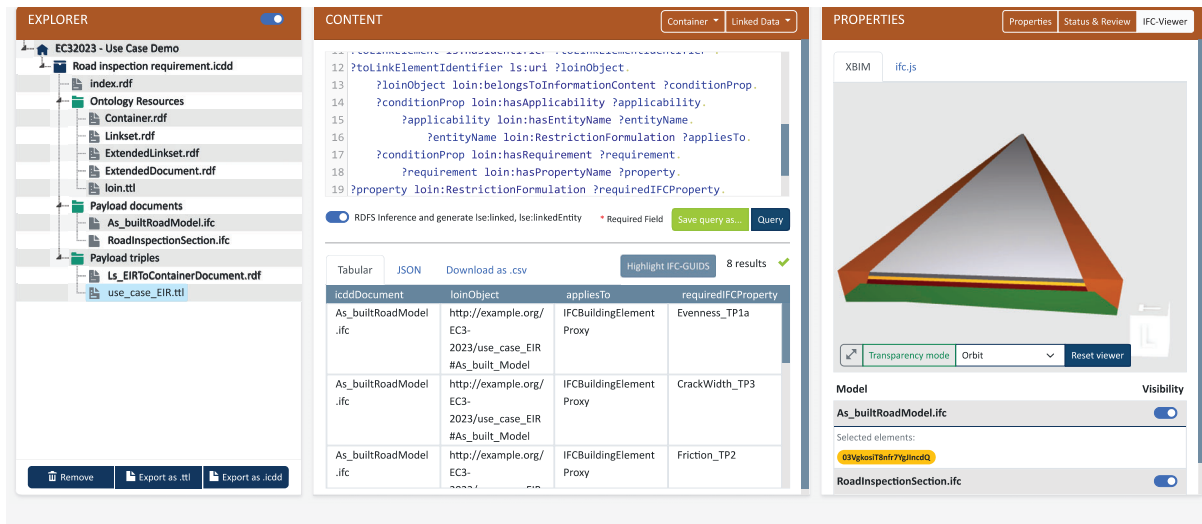 EXPLORER
EC32023 - Use Case Demo
Road inspection requirement.icdd
index.rdf
Ontology Resources
Container.rdf
Linkset.rdf
ExtendedLinkset.rdf
ExtendedDocument.rdf
loin.ttl
Payload documents
As_builtRoadModel.ifc
RoadInspectionSection.ifc
Payload triples
Ls_EIRToContainerDocument.rdf
use_case_EIR.ttl
Remove
Export as .ttl
Export as .icdd
CONTENT
Container
Linked Data
12 ?toLinkElementIdentifier ls:uri ?loinObject.
13 ?loinObject loin:belongsToInformationContent ?conditionProp.
14 ?conditionProp loin:hasApplicability ?applicability.
15 ?applicability loin:hasEntityName ?entityName.
16 ?entityName loin:RestrictionFormulation ?appliesTo.
17 ?conditionProp loin:hasRequirement ?requirement.
18 ?requirement loin:hasPropertyName ?property.
19 ?property loin:RestrictionFormulation ?requiredIFCProperty.
RDFS Inference and generate lse:linked, lse:linkedEntity
* Required Field
Save query as...
Query
Tabular
JSON
Download as .csv
Highlight IFC-GUIDS
8 results
icddDocument loinObject appliesTo requiredIFCProperty
As_builtRoadModel http://example.org/ IFCBuildingElement Evenness_TP1a
.ifc EC3- Proxy
2023/use_case_EIR
#As_built_Model
As_builtRoadModel http://example.org/ IFCBuildingElement CrackWidth_TP3
.ifc EC3- Proxy
2023/use_case_EIR
#As_built_Model
As_builtRoadModel http://example.org/ IFCBuildingElement Friction_TP2
.ifc EC3- Proxy
PROPERTIES
Properties
Status & Review
IFC-Viewer
XBIM
ifc.js
Transparency mode
Orbit
Reset viewer
Model Visibility
As_builtRoadModel.ifc
Selected elements:
03VgkosiT8nfr7YgJIncdQ
RoadInspectionSection.ifc